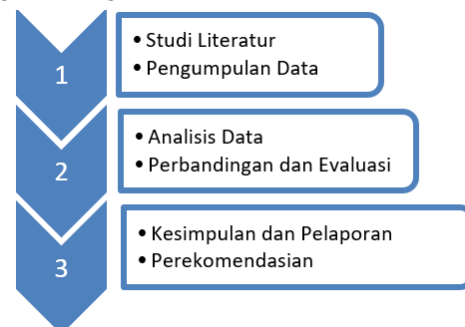 1
• Studi Literatur
• Pengumpulan Data
2
• Analisis Data
• Perbandingan dan Evaluasi
3
• Kesimpulan dan Pelaporan
• Perekomendasian